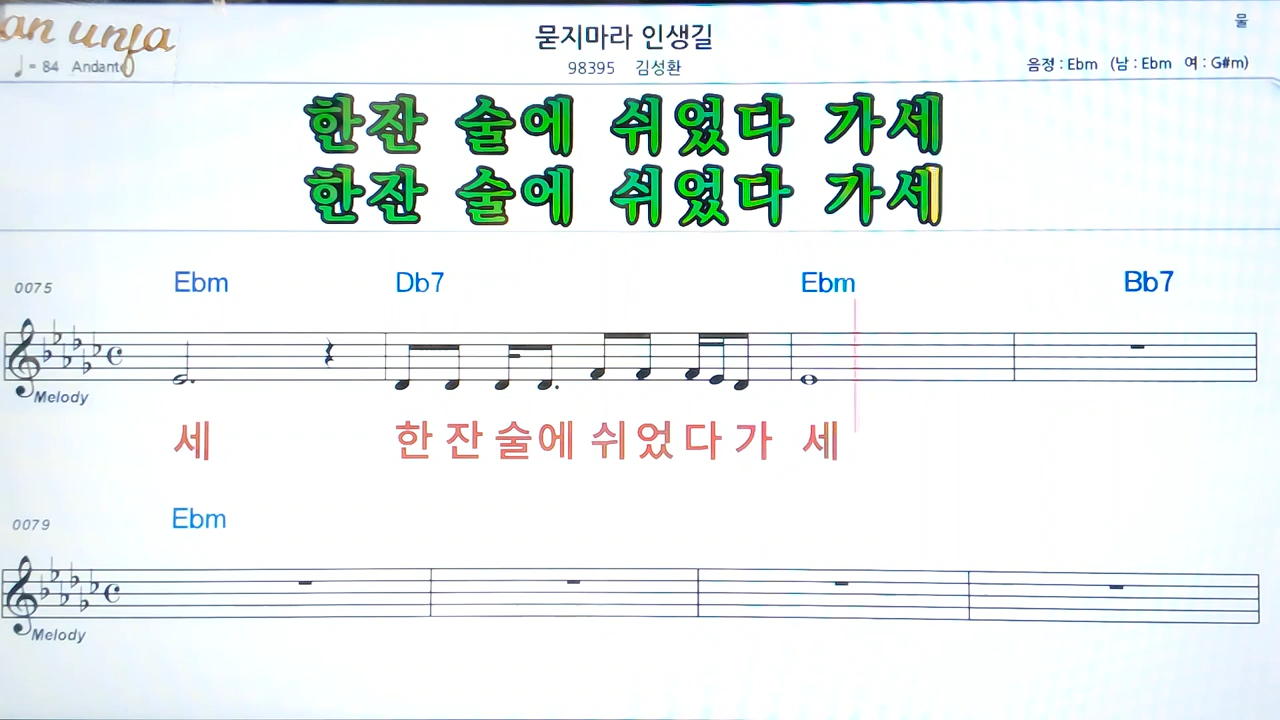 an unfa
묻지마라 인생길
물
♩= 84 Andante
98395 김성환
음정 : Ebm (남 : Ebm 여 : G#m)
한잔 술에 쉬었다 가세
한잔 술에 쉬었다 가세
0075 Ebm Db7 Ebm Bb7
Melody
세 한 잔 술에 쉬었다 가 세
0079 Ebm
Melody